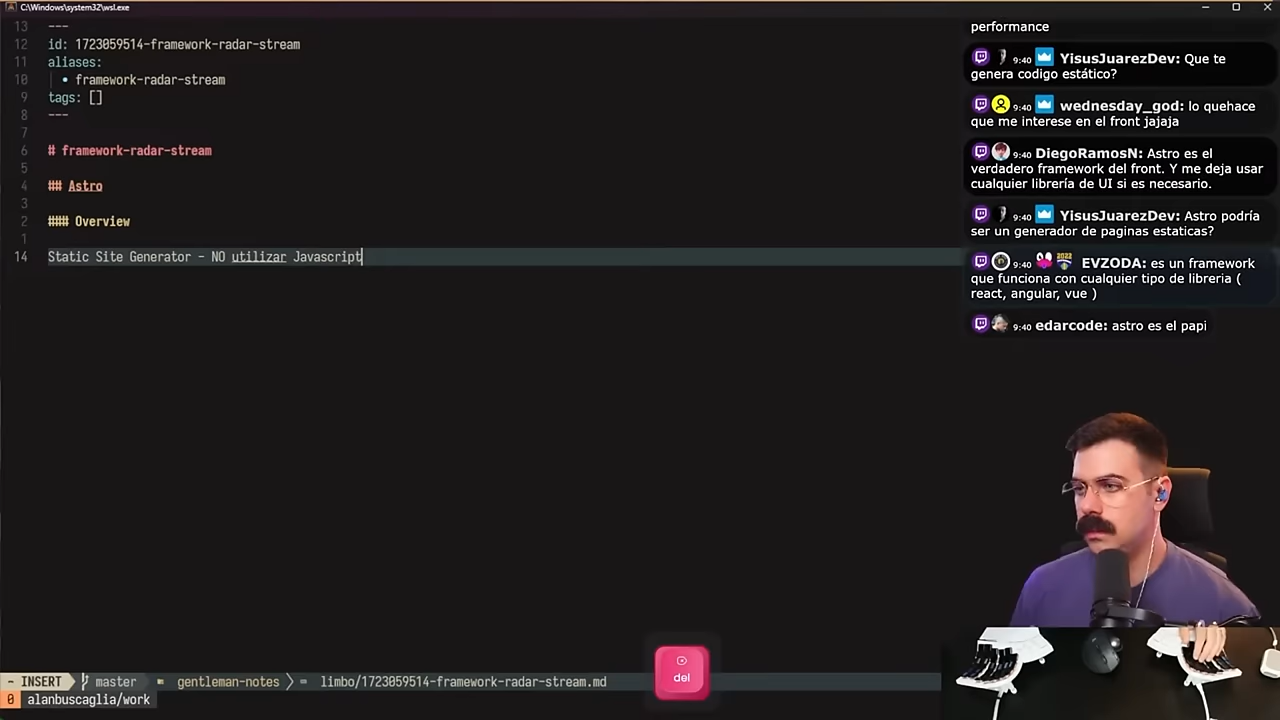 C:\Windows\system32\wsl.exe
13 ---
12 id: 1723059514-framework-radar-stream
11 aliases:
10 • framework-radar-stream
9 tags: []
8 ---
7
6 # framework-radar-stream
5
4 ## Astro
3
2 ### Overview
1
14 Static Site Generator - NO utilizar Javascript
- INSERT master gentleman-notes limbo/1723059514-framework-radar-stream.md
0 alanbuscaglia/work
del
performance
9:40 YisusJuarezDev: Que te
genera codigo estático?
9:40 wednesday_god: lo quehace
que me interese en el front jajaja
9:40 DiegoRamosN: Astro es el
verdadero framework del front. Y me deja usar
cualquier librería de UI si es necesario.
9:40 YisusJuarezDev: Astro podría
ser un generador de paginas estaticas?
9:40 2022 EVZODA: es un framework
que funciona con cualquier tipo de libreria (
react, angular, vue )
9:40 edarcode: astro es el papi